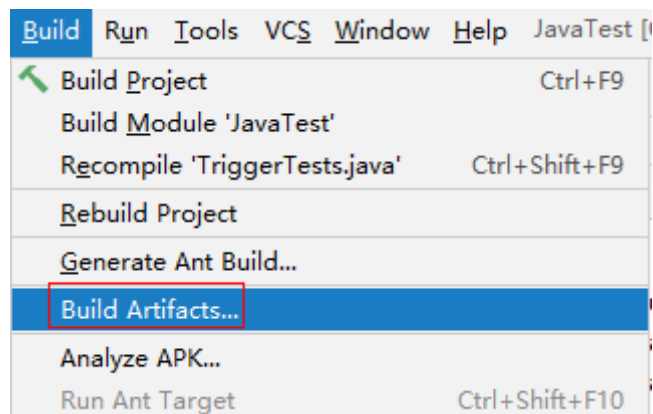 Build Run Tools VCS Window Help JavaTest [
Build Project Ctrl+F9
Build Module 'JavaTest'
Recompile 'TriggerTests.java' Ctrl+Shift+F9
Rebuild Project
Generate Ant Build...
Build Artifacts...
Analyze APK...
Run Ant Target Ctrl+Shift+F10